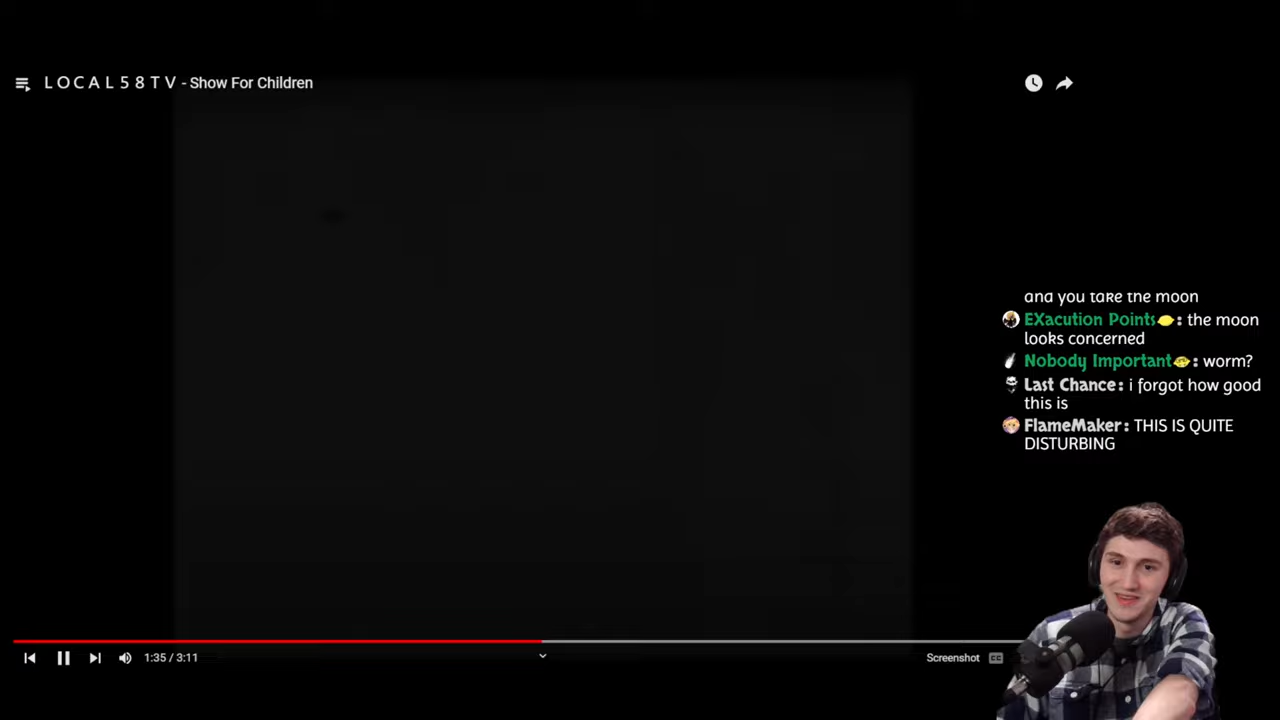 L O C A L 5 8 T V - Show For Children
and you take the moon
EXacution Points: the moon
looks concerned
Nobody Important: worm?
Last Chance: i forgot how good
this is
FlameMaker: THIS IS QUITE
DISTURBING
1:35 / 3:11
Screenshot
CC